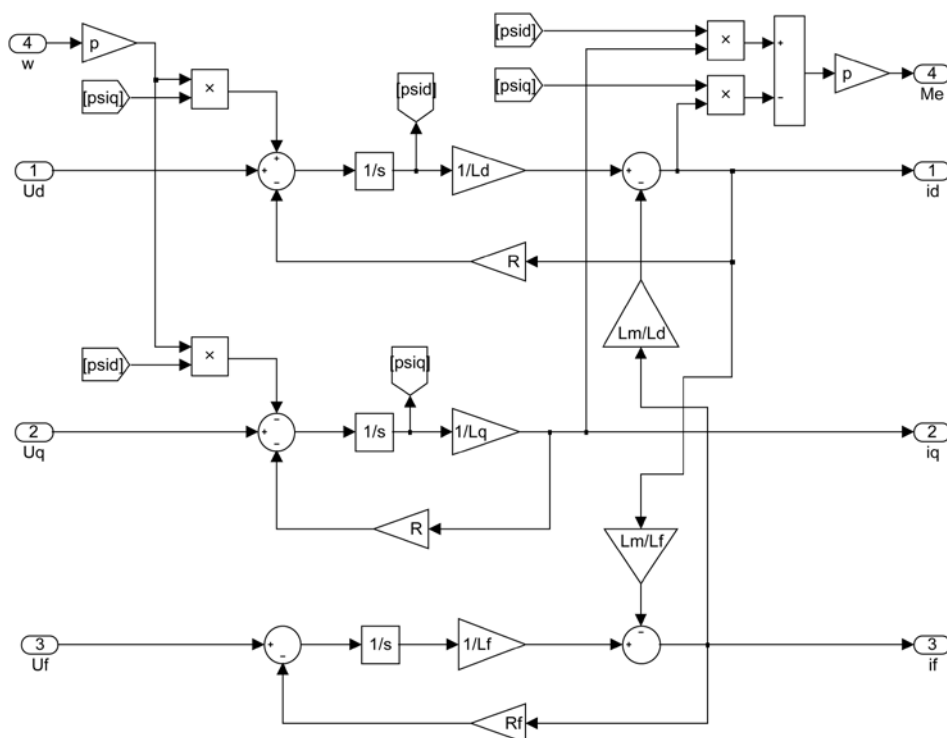 4
w
p
[psiq]
×
[psid]
[psid]
×
[psiq]
×
+
−
p
4
Me
1
Ud
+
+
−
1/s
1/Ld
+
−
1
id
R
Lm/Ld
[psid]
×
[psiq]
2
Uq
−
+
−
1/s
1/Lq
2
iq
R
Lm/Lf
3
Uf
+
−
1/s
1/Lf
−
+
3
if
Rf